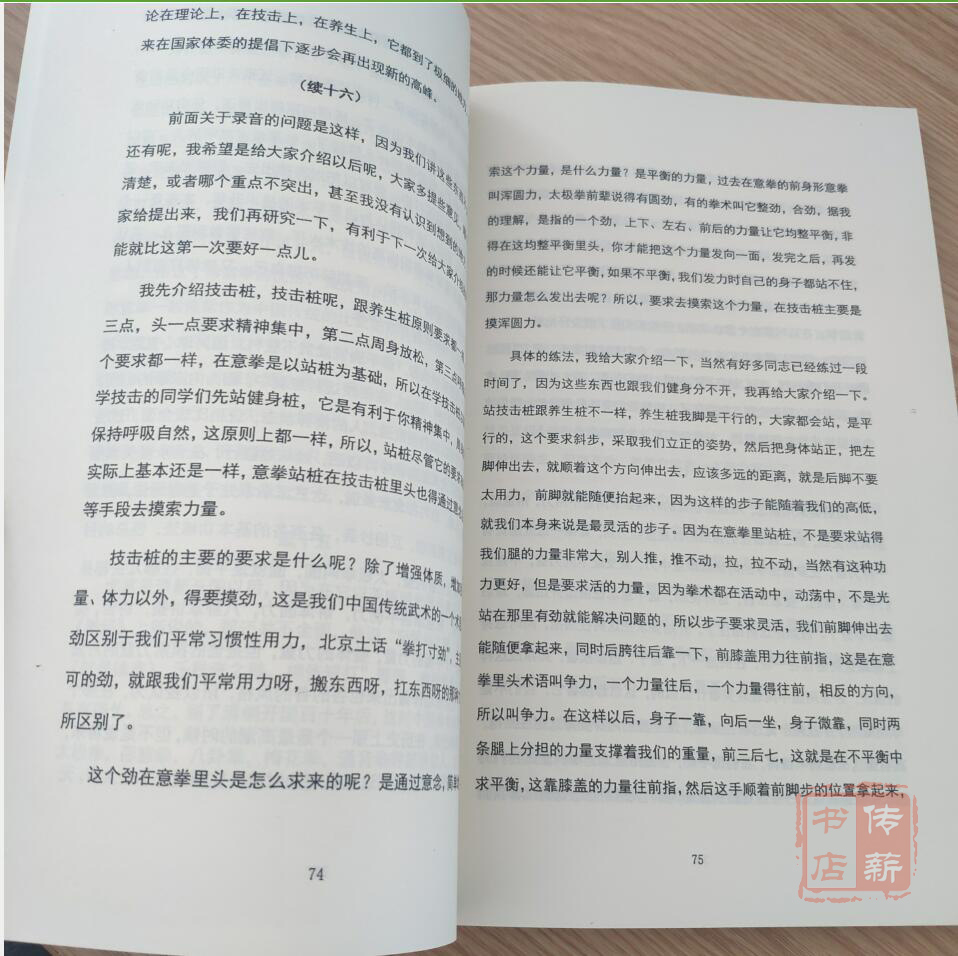 论在理论上，在技击上，在养生上，它都到了极细的
来在国家体委的提倡下逐步会再出现新的高峰。
（续十六）
前面关于录音的问题是这样，因为我们讲这些东西
还有呢，我希望是给大家介绍以后呢，大家多提些意见，
清楚，或者哪个重点不突出，甚至我没有认识到想到的
家给提出来，我们再研究一下，有利于下一次给大家介绍
能就比这第一次要好一点儿。
我先介绍技击桩，技击桩呢，跟养生桩原则要求都一
三点，头一点要求精神集中，第二点周身放松，第三点
个要求都一样，在意拳是以站桩为基础，所以在学技击
学技击的同学们先站健身桩，它是有利于你精神集中，
保持呼吸自然，这原则上都一样，所以，站桩尽管它的要求
实际上基本还是一样，意拳站桩在技击桩里头也得通过意
等手段去摸索力量。
技击桩的主要的要求是什么呢？除了增强体质，增
量、体力以外，得要摸劲，这是我们中国传统武术的一个术
劲区别于我们平常习惯性用力，北京土话“拳打寸劲”，
可的劲，就跟我们平常用力呀，搬东西呀，扛东西呀的那
所区别了。
这个劲在意拳里头是怎么求来的呢？是通过意念，
74
索这个力量，是什么力量？是平衡的力量，过去在意拳的前身形意拳
叫浑圆力，太极拳前辈说得有圆劲，有的拳术叫它整劲，合劲，据我
的理解，是指的一个劲，上下、左右、前后的力量让它均整平衡，非
得在这均整平衡里头，你才能把这个力量发向一面，发完之后，再发
的时候还能让它平衡，如果不平衡，我们发力时自己的身子都站不住，
那力量怎么发出去呢？所以，要求去摸索这个力量，在技击桩主要是
摸浑圆力。
具体的练法，我给大家介绍一下，当然有好多同志已经练过一段
时间了，因为这些东西也跟我们健身分不开，我再给大家介绍一下。
站技击桩跟养生桩不一样，养生桩我脚是干行的，大家都会站，是平
行的，这个要求斜步，采取我们立正的姿势，然后把身体站正，把左
脚伸出去，就顺着这个方向伸出去，应该多远的距离，就是后脚不要
太用力，前脚就能随便抬起来，因为这样的步子能随着我们的高低，
就我们本身来说是最灵活的步子。因为在意拳里站桩，不是要求站得
我们腿的力量非常大，别人推，推不动，拉，拉不动，当然有这种功
力更好，但是要求活的力量，因为拳术都在活动中，动荡中，不是光
站在那里有劲就能解决问题的，所以步子要求灵活，我们前脚伸出去
能随便拿起来，同时后胯往后靠一下，前膝盖用力往前指，这是在意
拳里头术语叫争力，一个力量往后，一个力量得往前，相反的方向，
所以叫争力。在这样以后，身子一靠，向后一坐，身子微靠，同时两
条腿上分担的力量支撑着我们的重量，前三后七，这就是在不平衡中
求平衡，这靠膝盖的力量往前指，然后这手顺着前脚步的位置拿起来，
75
传薪
书店